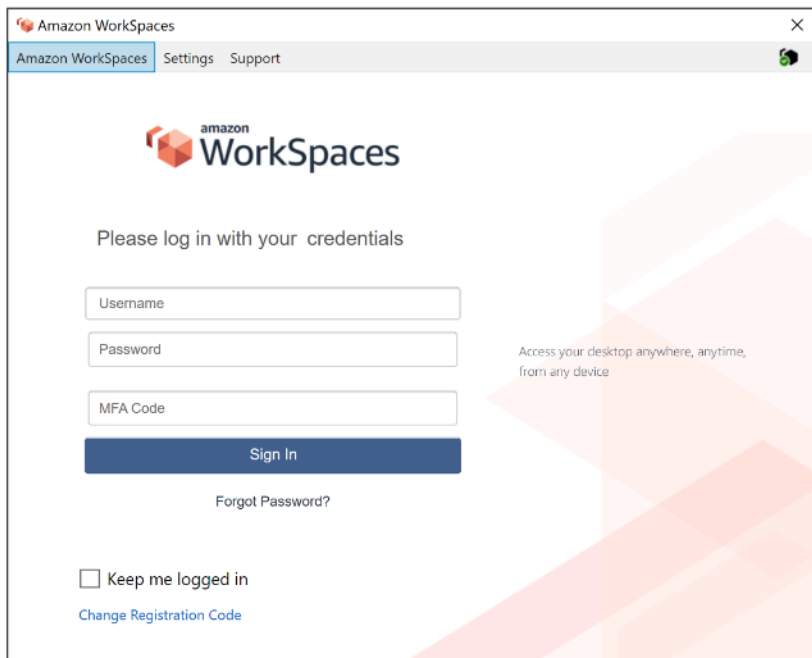 Amazon WorkSpaces
Amazon WorkSpaces Settings Support
amazon
WorkSpaces
Please log in with your credentials
Username
Password
Access your desktop anywhere, anytime,
from any device
MFA Code
Sign In
Forgot Password?
Keep me logged in
Change Registration Code